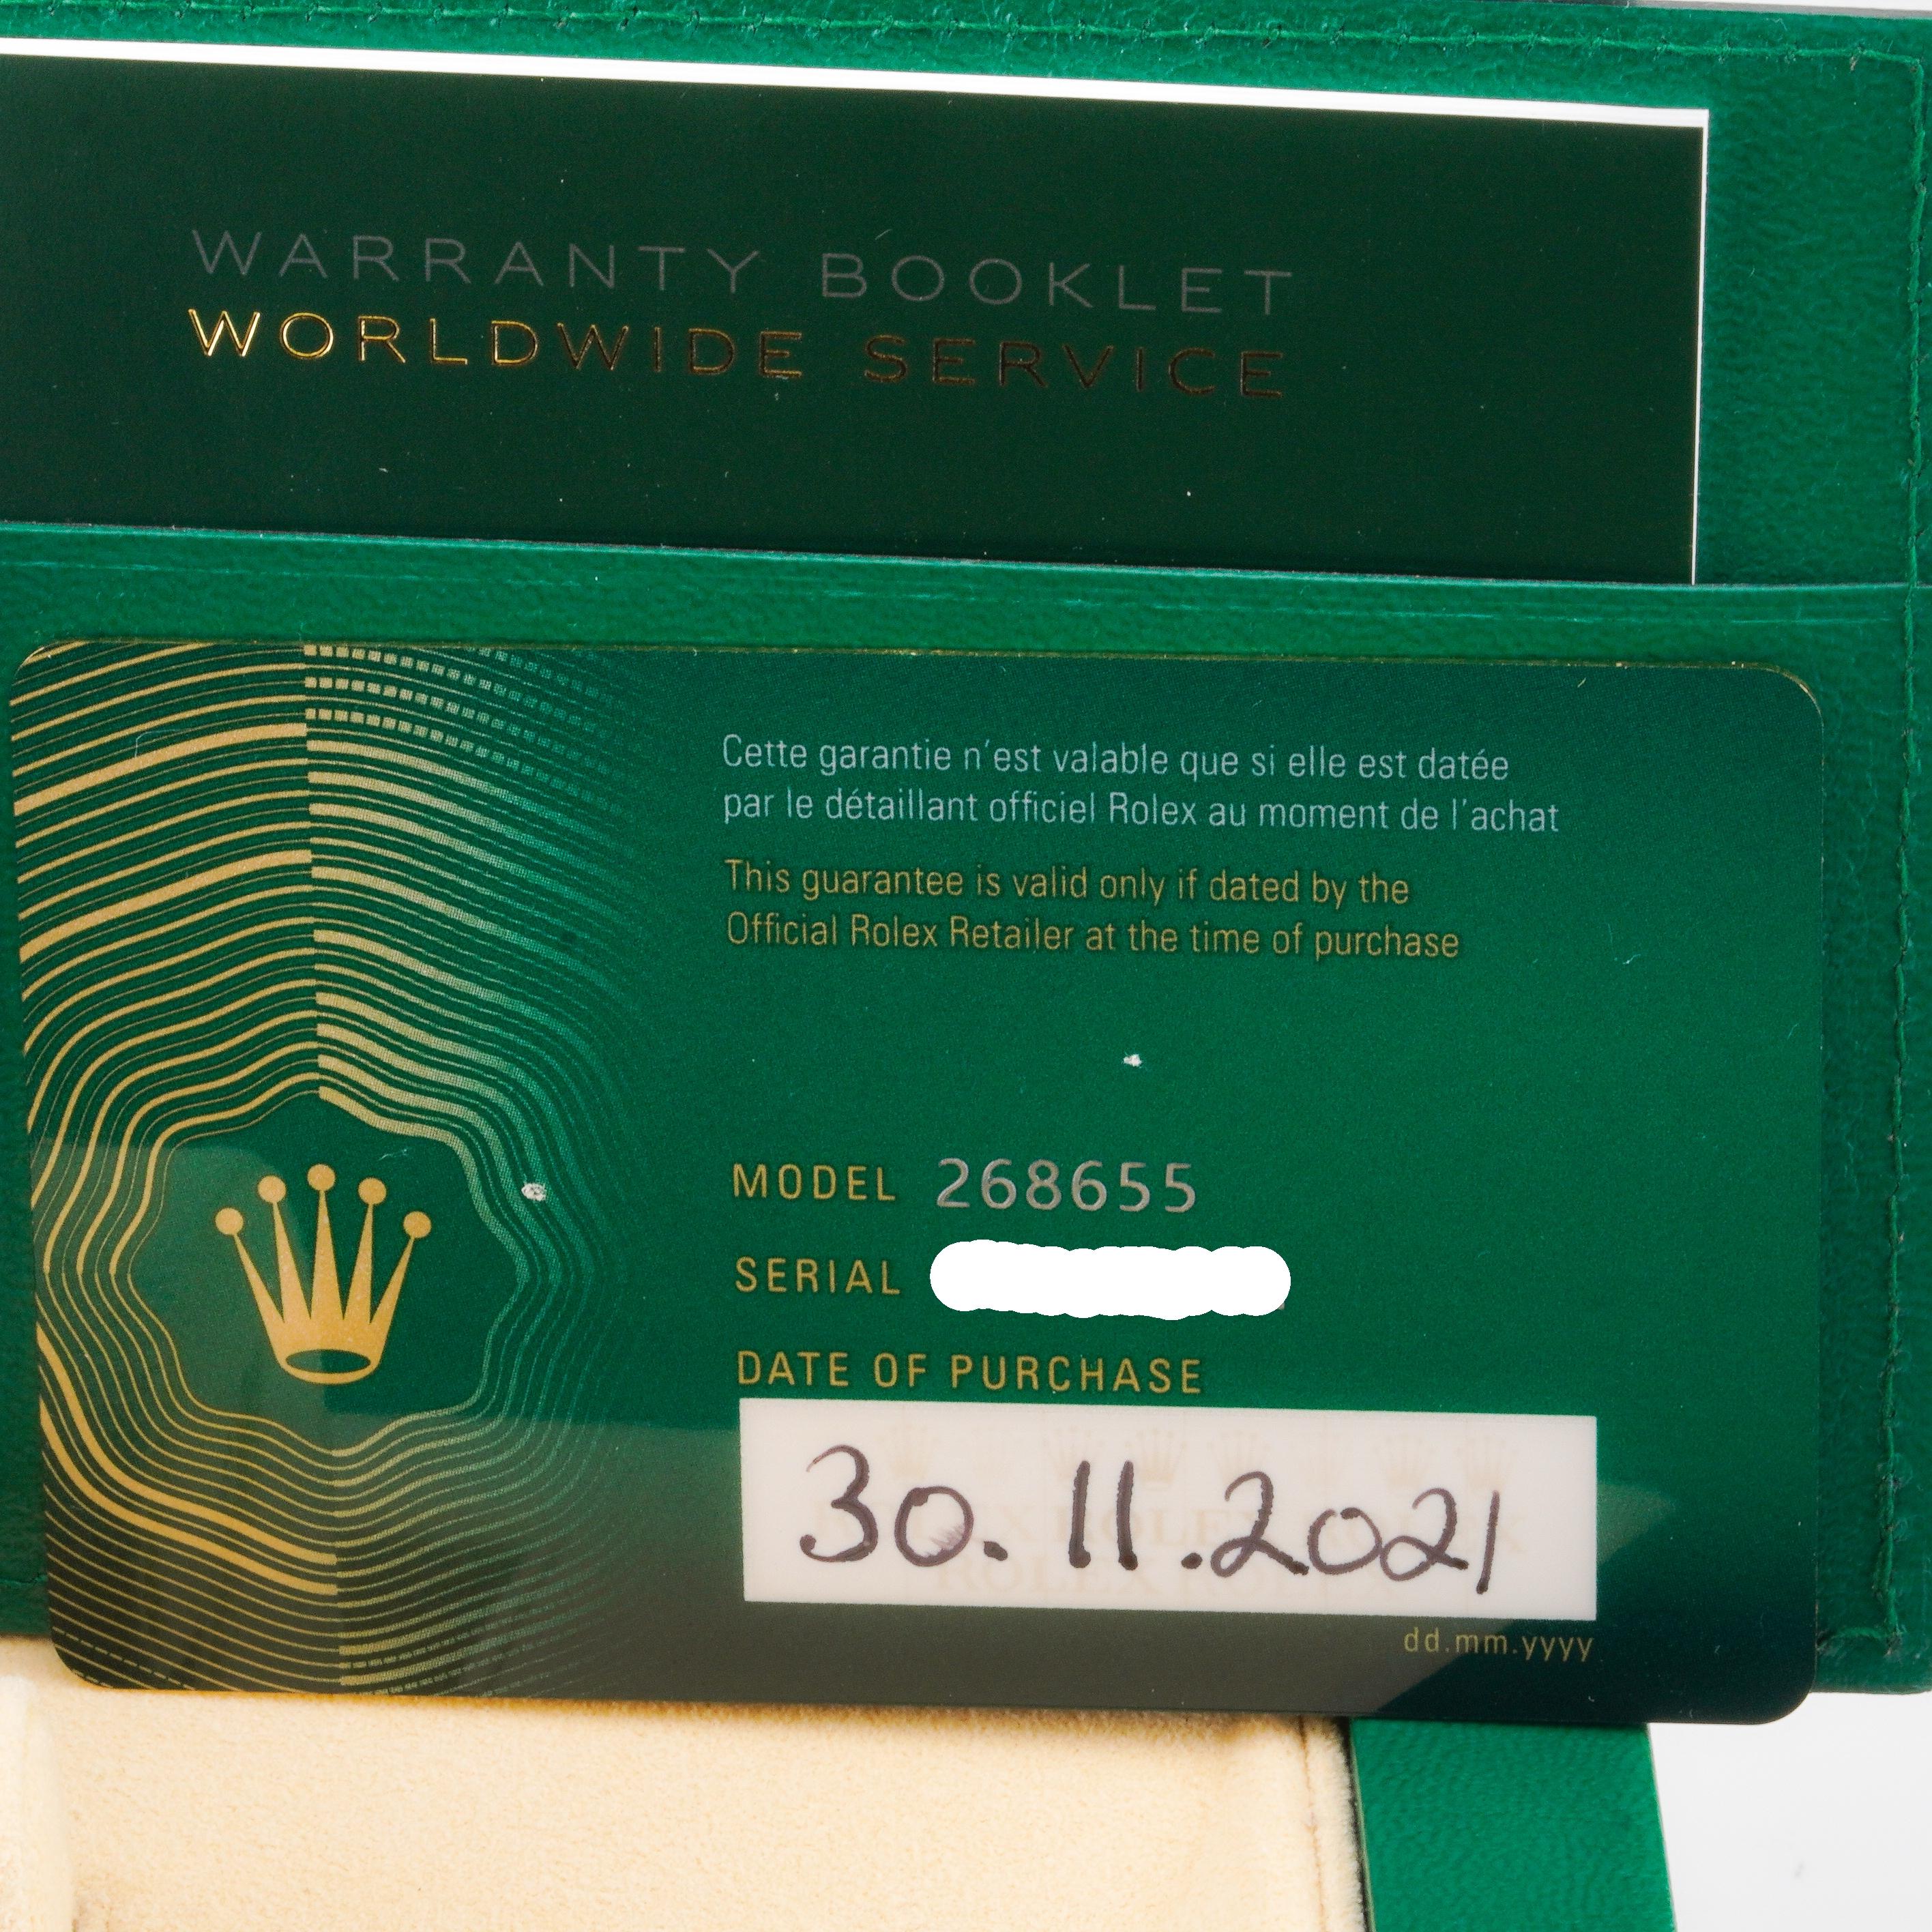 WARRANTY BOOKLET
WORLDWIDE SERVICE
Cette garantie n'est valable que si elle est datée
par le détaillant officiel Rolex au moment de l'achat
This guarantee is valid only if dated by the
Official Rolex Retailer at the time of purchase
MODEL 268655
SERIAL
DATE OF PURCHASE
30.11.2021
dd.mm.yyyy